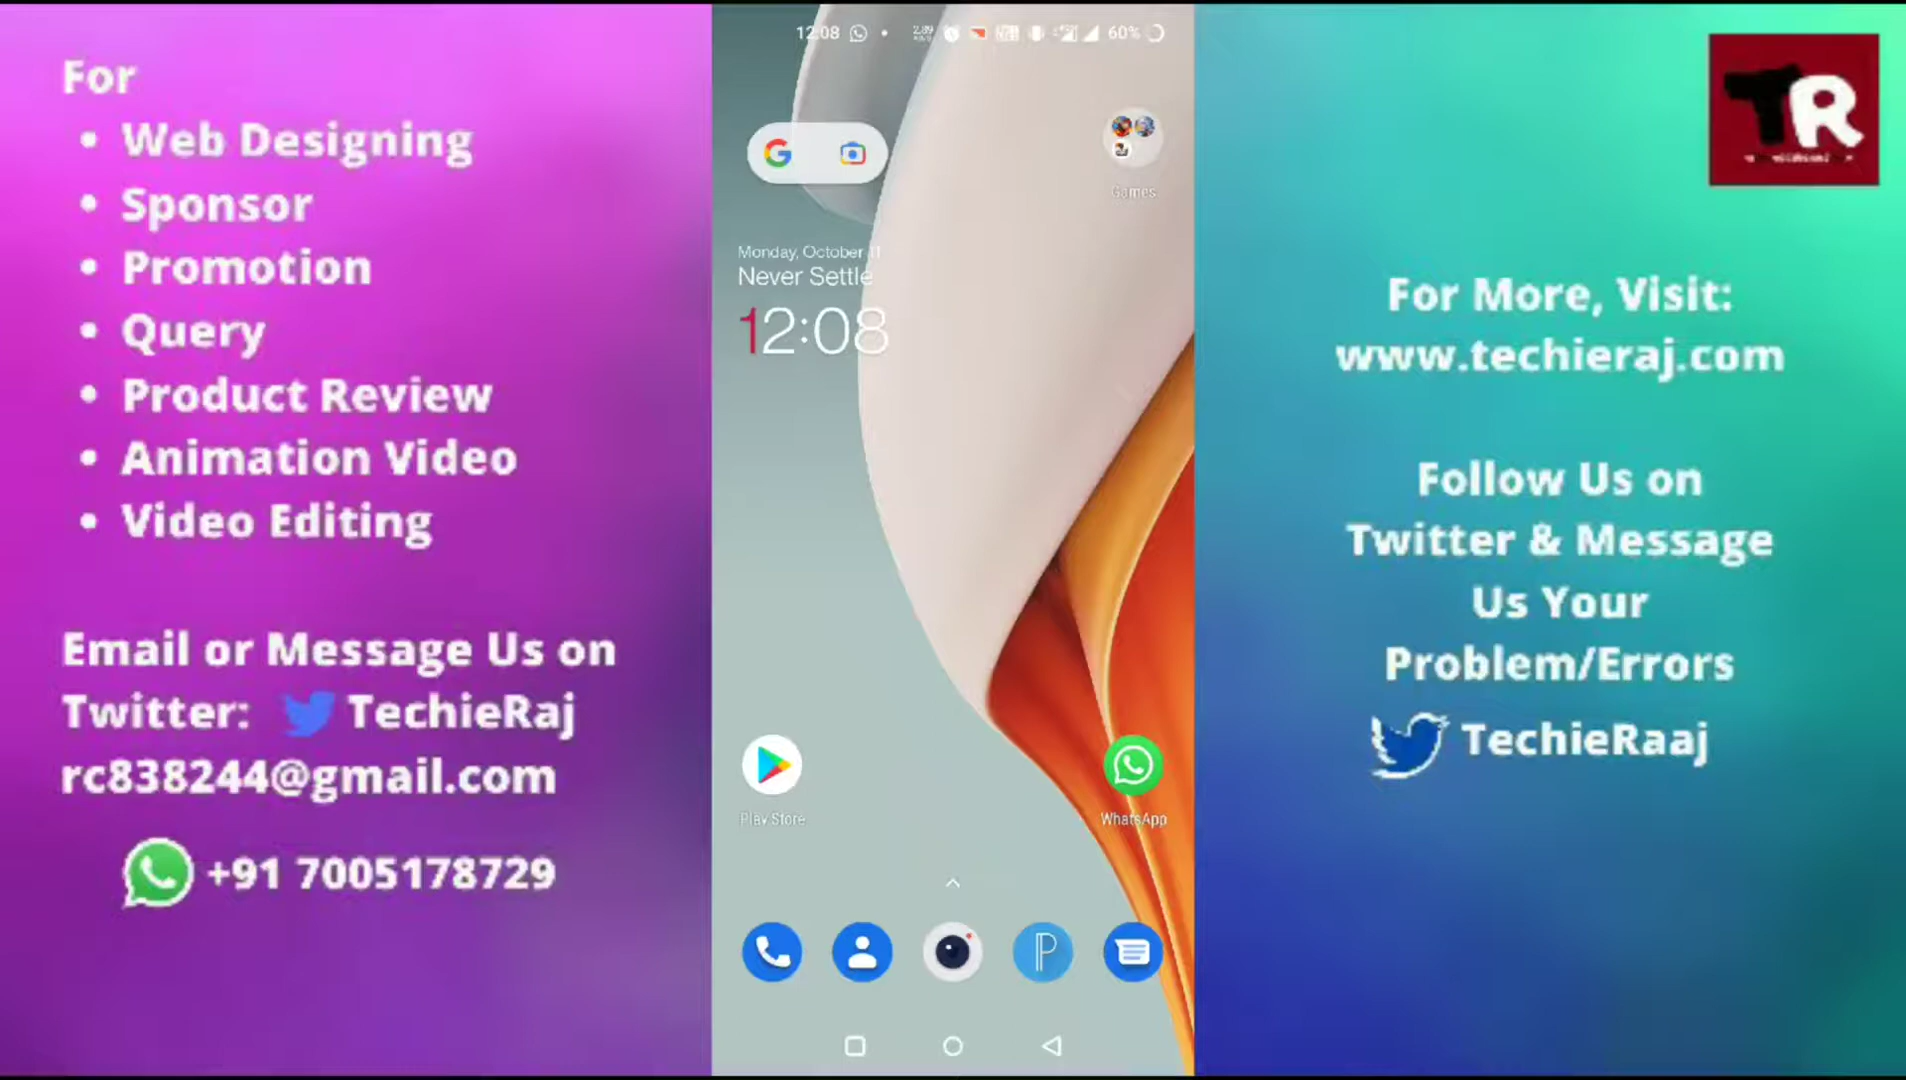 For
• Web Designing
• Sponsor
• Promotion
• Query
• Product Review
• Animation Video
• Video Editing
Email or Message Us on
Twitter: TechieRaj
rc838244@gmail.com
+91 7005178729
12:08
60%
Games
Monday, October 11
Never Settle
12:08
Play Store
WhatsApp
TR
For More, Visit:
www.techieraj.com
Follow Us on
Twitter & Message
Us Your
Problem/Errors
TechieRaaj